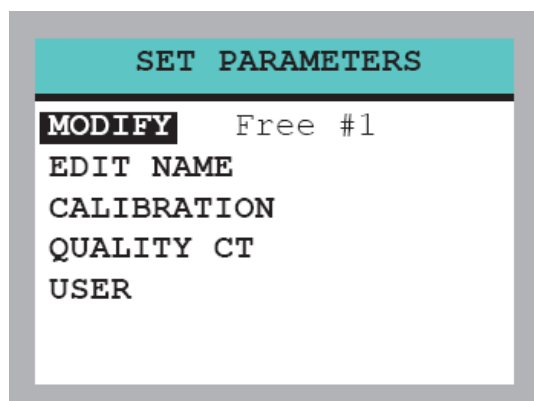 SET PARAMETERS
MODIFY Free #1
EDIT NAME
CALIBRATION
QUALITY CT
USER